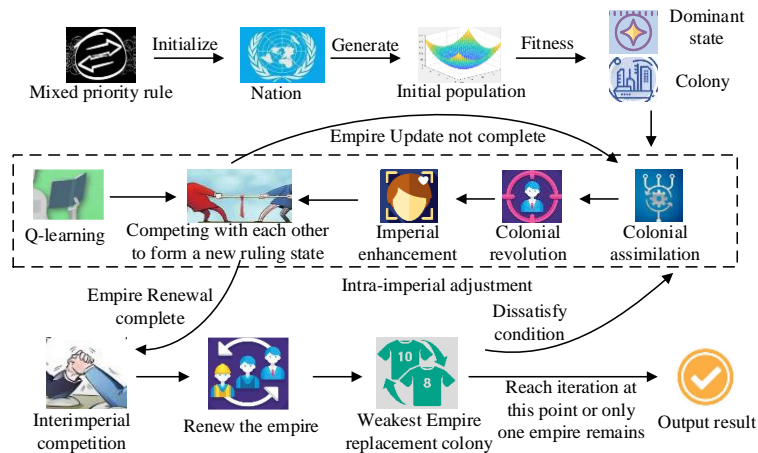 Initialize
Generate
Fitness
Dominant
state
Mixed priority rule
Nation
Initial population
Colony
Empire Update not complete
Q-learning
Competing with each other
to form a new ruling state
Imperial
enhancement
Colonial
revolution
Colonial
assimilation
Intra-imperial adjustment
Empire Renewal
complete
Dissatisfy
condition
10
8
Interimperial
competition
Renew the empire
Weakest Empire
replacement colony
Reach iteration at
this point or only
one empire remains
Output result